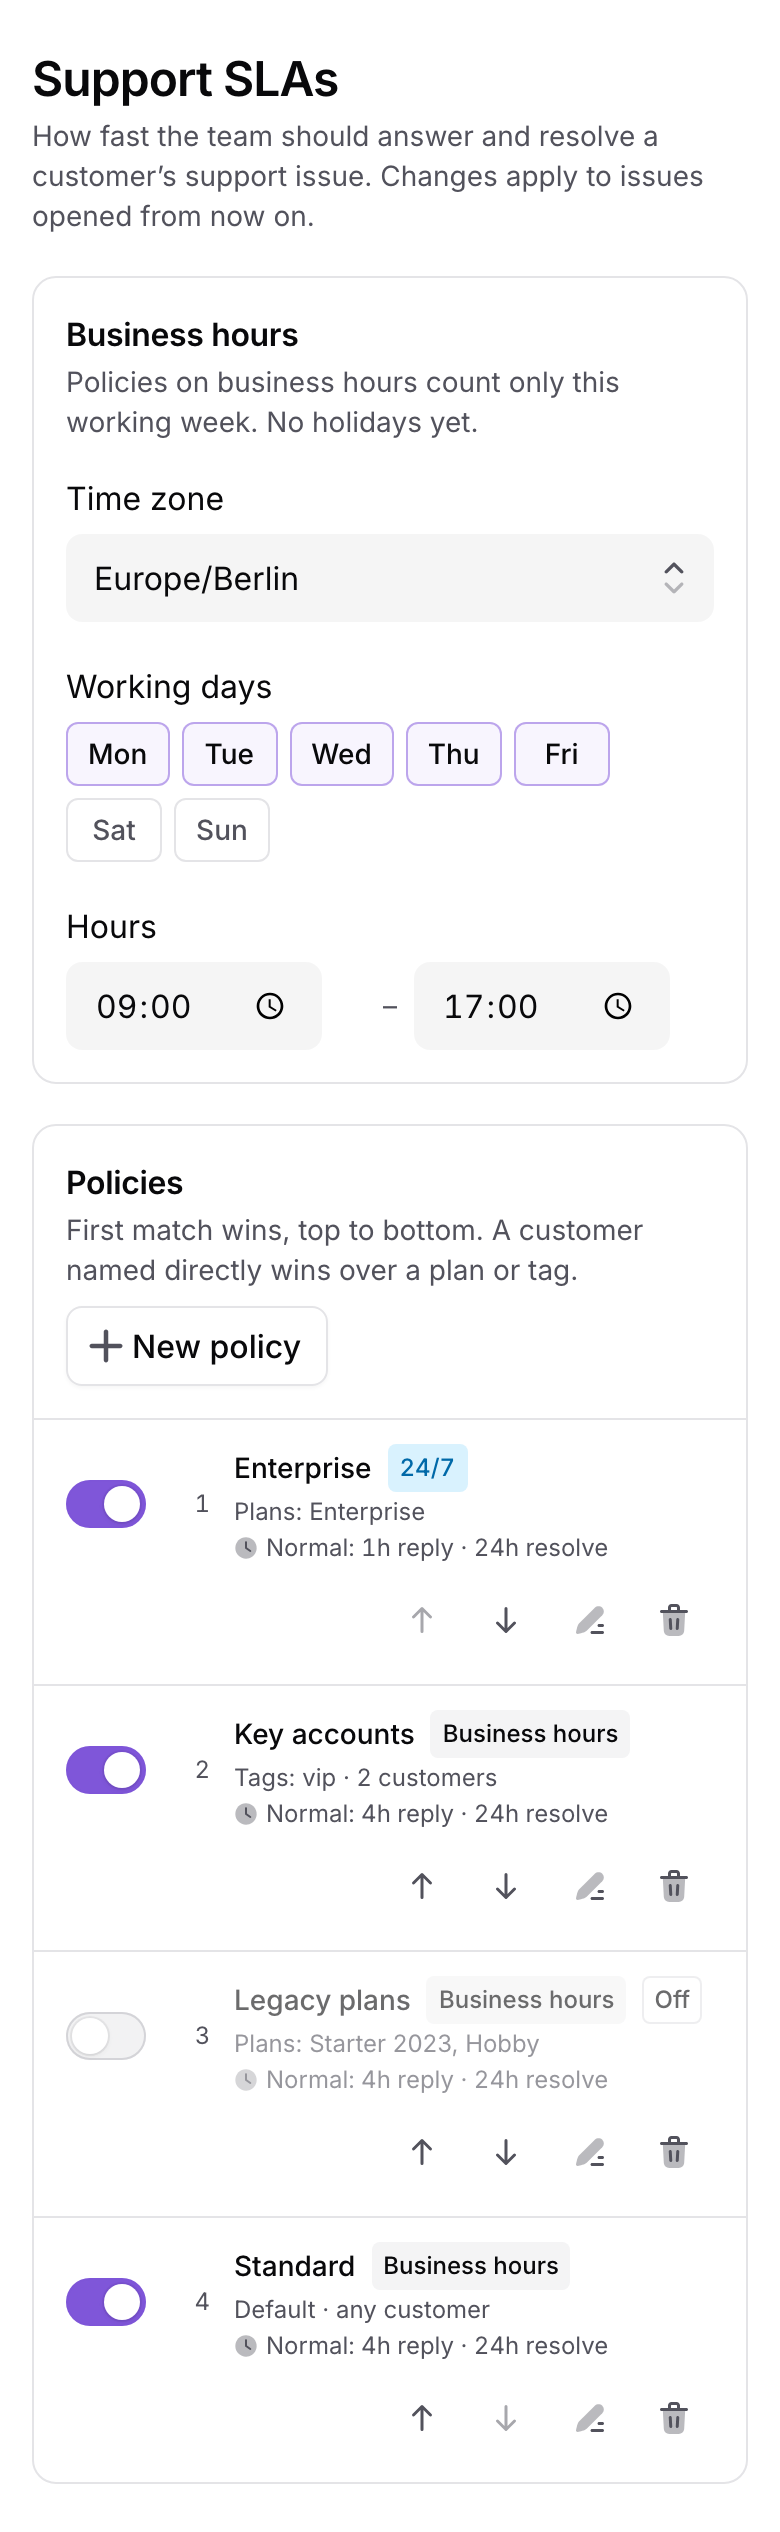 Support SLAs
How fast the team should answer and resolve a
customer’s support issue. Changes apply to issues
opened from now on.
Business hours
Policies on business hours count only this
working week. No holidays yet.
Time zone
Europe/Berlin
Working days
Mon Tue Wed Thu Fri
Sat Sun
Hours
09:00 – 17:00
Policies
First match wins, top to bottom. A customer
named directly wins over a plan or tag.
New policy
Enterprise 24/7
1
Plans: Enterprise
Normal: 1h reply · 24h resolve
Key accounts Business hours
2
Tags: vip · 2 customers
Normal: 4h reply · 24h resolve
Legacy plans Business hours Off
3
Plans: Starter 2023, Hobby
Normal: 4h reply · 24h resolve
Standard Business hours
4
Default · any customer
Normal: 4h reply · 24h resolve